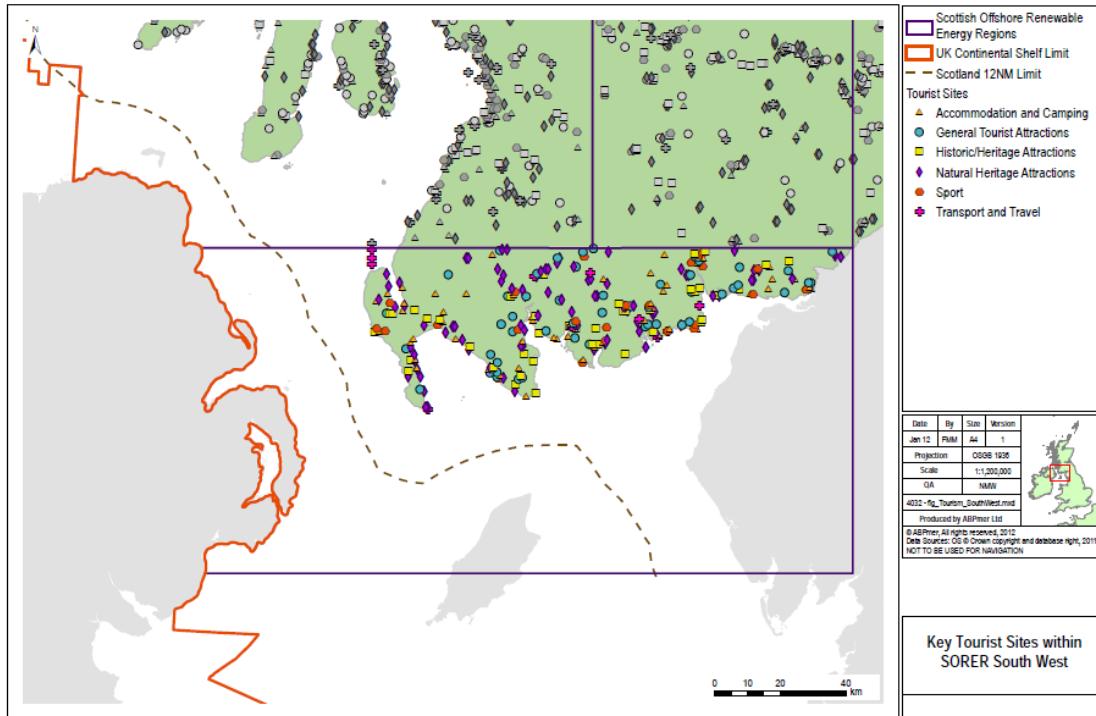 N
Scottish Offshore Renewable
Energy Regions
UK Continental Shelf Limit
Scotland 12NM Limit
Tourist Sites
Accommodation and Camping
General Tourist Attractions
Historic/Heritage Attractions
Natural Heritage Attractions
Sport
Transport and Travel
Date By Size Version
Jan 12 FMM A4 1
Projection OSGB 1936
Scale 1:1,200,000
QA NMW
4032 - fig_Tourism_SouthWest.mxd
Produced by ABPmer Ltd
© ABPmer, All rights reserved, 2012
Data Sources: OS © Crown copyright and database right, 2011
NOT TO BE USED FOR NAVIGATION
Key Tourist Sites within
SORER South West
0 10 20 30 40
km